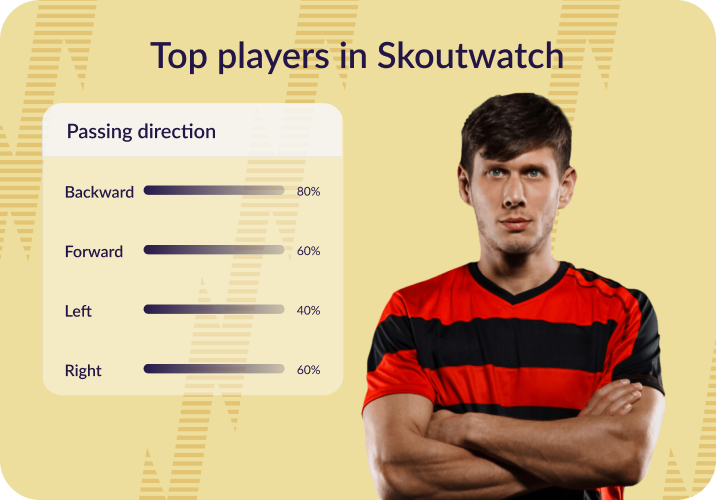 Top players in Skoutwatch
Passing direction
Backward 80%
Forward 60%
Left 40%
Right 60%